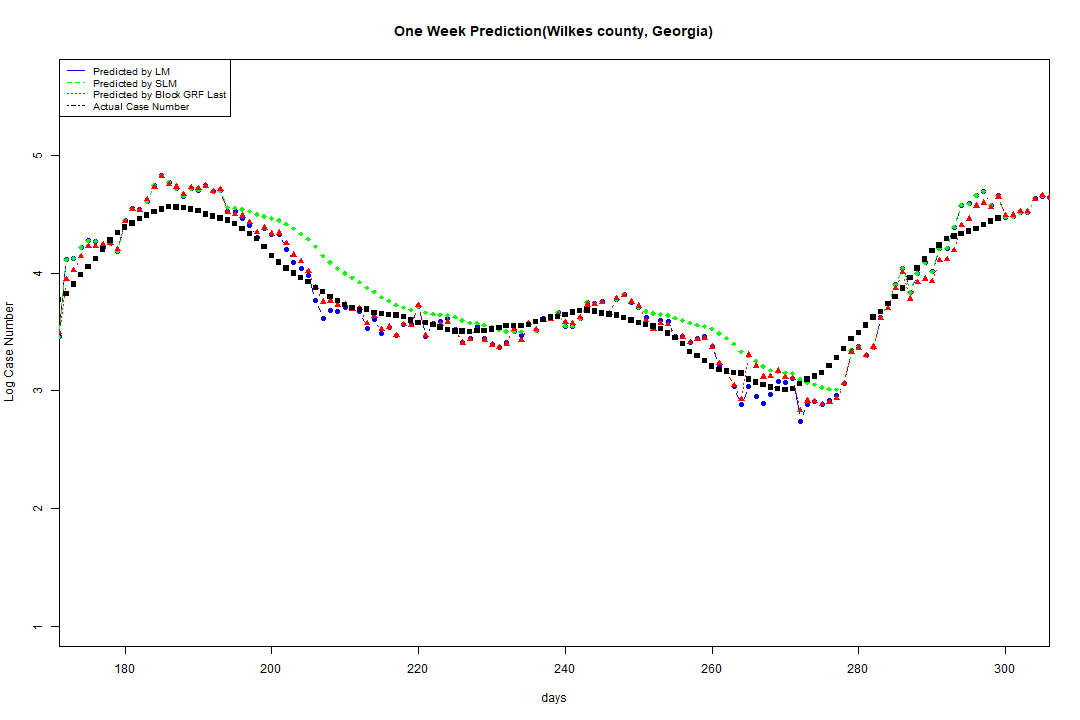 One Week Prediction(Wilkes county, Georgia)
Predicted by LM
Predicted by SLM
Predicted by Block GRF Last
Actual Case Number
5
4
3
2
1
Log Case Number
180 200 220 240 260 280 300
days